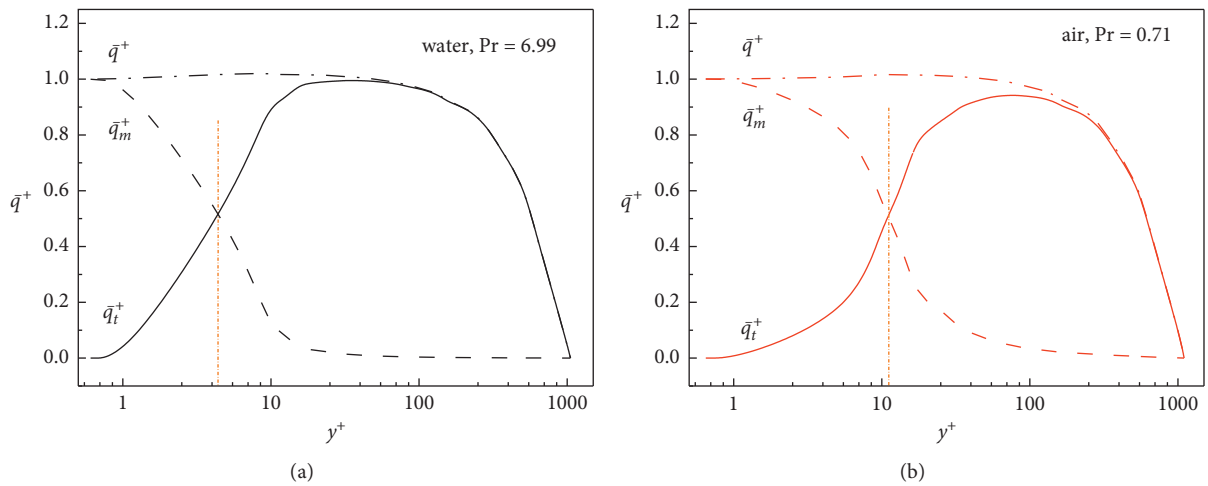 1.2
1.0
0.8
0.6
0.4
0.2
0.0
q̄⁺
1
10
100
1000
y⁺
water, Pr = 6.99
q̄⁺
q̄ₘ⁺
q̄ₜ⁺
(a)
1.2
1.0
0.8
0.6
0.4
0.2
0.0
q̄⁺
1
10
100
1000
y⁺
air, Pr = 0.71
q̄⁺
q̄ₘ⁺
q̄ₜ⁺
(b)